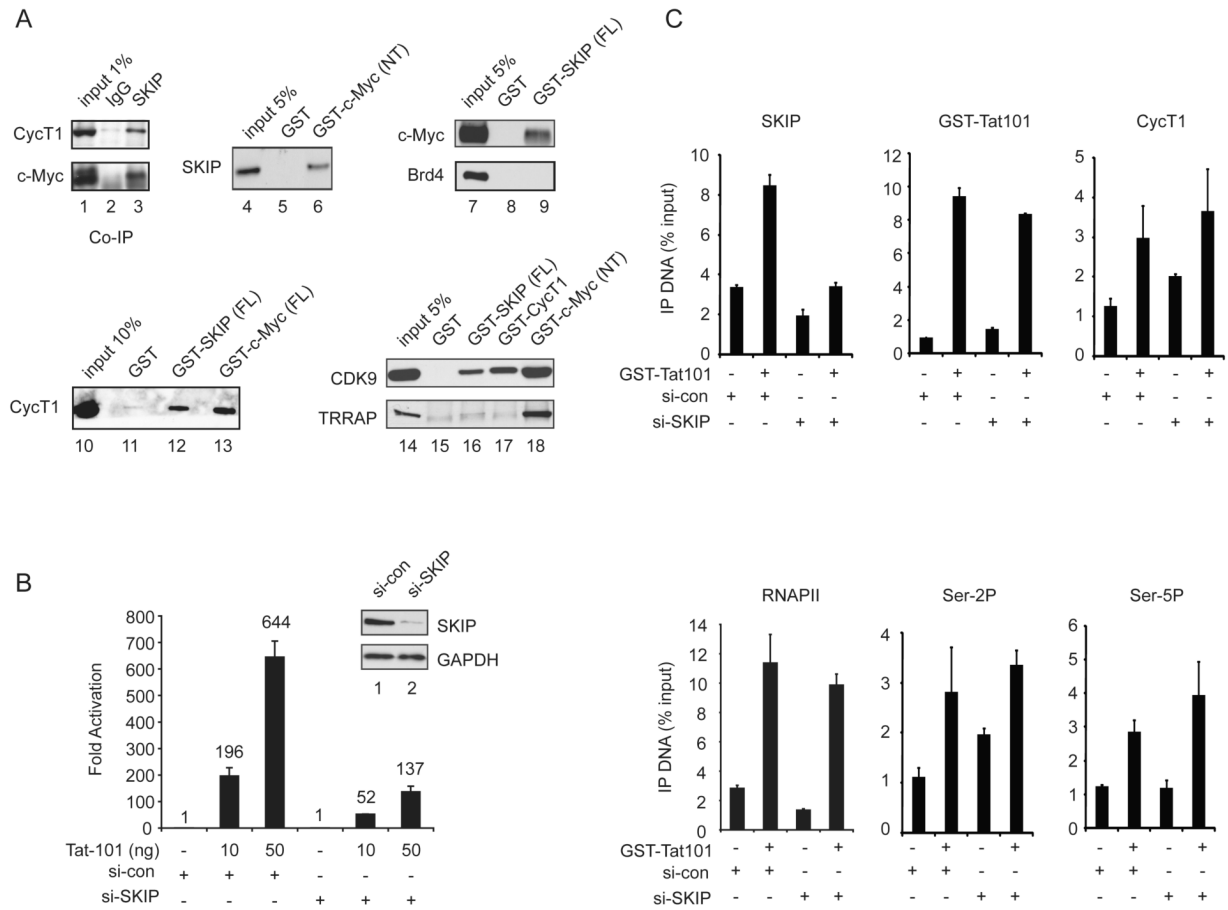 A
input 1%
IgG
SKIP
CycT1
c-Myc
1 2 3
Co-IP
input 5%
GST
GST-c-Myc (NT)
SKIP
4 5 6
input 5%
GST
GST-SKIP (FL)
c-Myc
Brd4
7 8 9
input 10%
GST
GST-SKIP (FL)
GST-c-Myc (FL)
CycT1
10 11 12 13
input 5%
GST
GST-SKIP (FL)
GST-CycT1
GST-c-Myc (NT)
CDK9
TRRAP
14 15 16 17 18
B
si-con
si-SKIP
SKIP
GAPDH
1 2
Fold Activation
800
700
600
500
400
300
200
100
0
1 196 644 1 52 137
Tat-101 (ng) - 10 50 - 10 50
si-con + + + - - -
si-SKIP - - - + + +
C
SKIP
IP DNA (% input)
10
8
6
4
2
0
GST-Tat101 - + - +
si-con + + - -
si-SKIP - - + +
GST-Tat101
12
10
8
6
4
2
0
- + - +
+ + - -
- - + +
CycT1
5
4
3
2
1
0
- + - +
+ + - -
- - + +
RNAPII
IP DNA (% input)
14
12
10
8
6
4
2
0
GST-Tat101 - + - +
si-con + + - -
si-SKIP - - + +
Ser-2P
4
3
2
1
0
- + - +
+ + - -
- - + +
Ser-5P
6
5
4
3
2
1
0
- + - +
+ + - -
- - + +